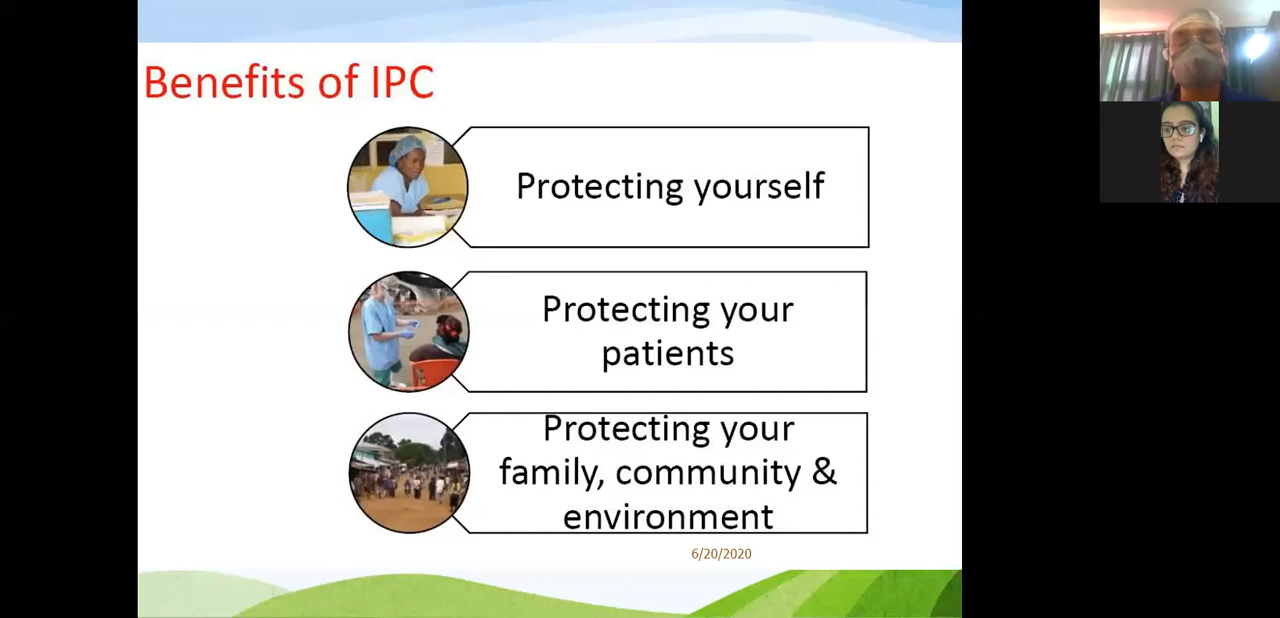 Benefits of IPC
Protecting yourself
Protecting your
patients
Protecting your
family, community &
environment
6/20/2020